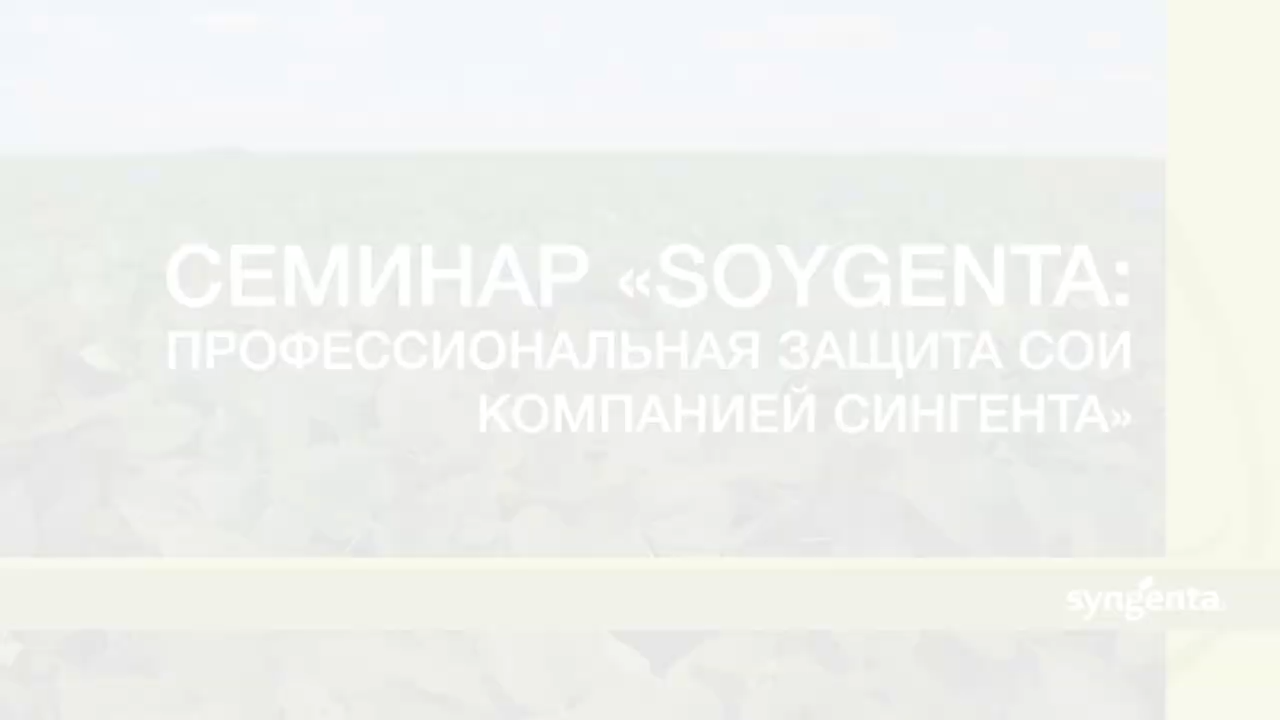 СЕМИНАР «SOYGENTA:
ПРОФЕССИОНАЛЬНАЯ ЗАЩИТА СОИ
КОМПАНИЕЙ СИНГЕНТА»
syngenta